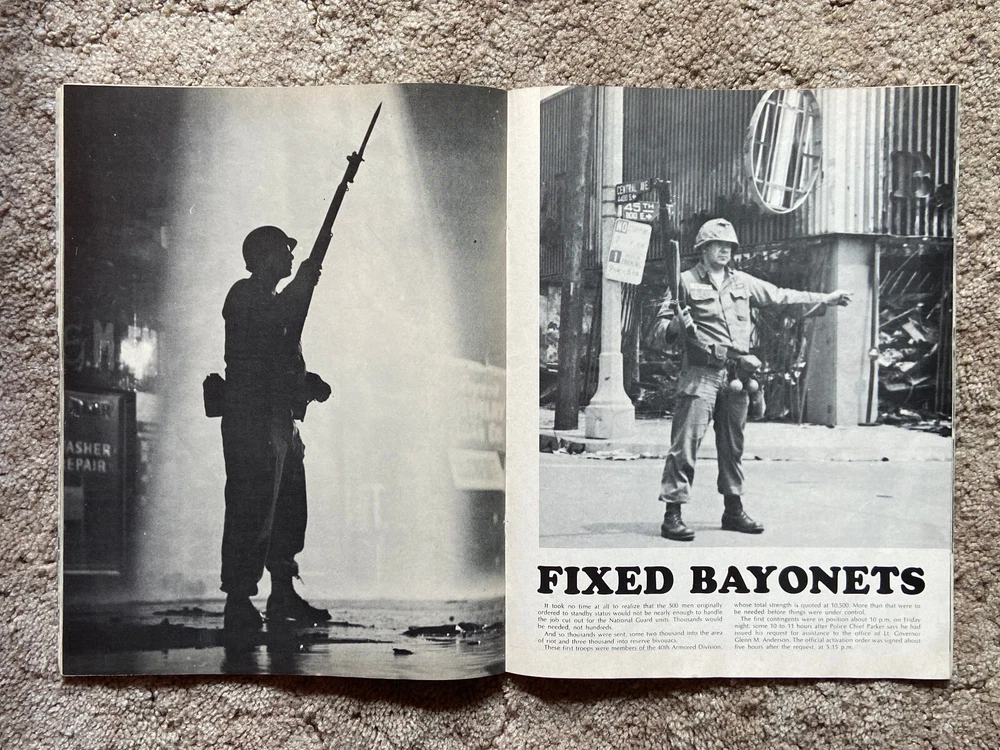 G.M
ASHER
EPAIR
CENTRAL AVE
4400 S.
45TH
1100 E.
NO
FIXED BAYONETS
It took no time at all to realize that the 500 men originally
ordered to standby status would not be nearly enough to handle
the job cut out for the National Guard units. Thousands would
be needed, not hundreds.
And so thousands were sent, some two thousand into the area
of riot and three thousand into reserve bivouacs.
These first troops were members of the 40th Armored Division,
whose total strength is quoted at 10,500. More than that were to
be needed before things were under control.
The first contingents were in position about 10 p.m. on Friday
night, some 10 to 11 hours after Police Chief Parker says he had
issued his request for assistance to the office of Lt. Governor
Glenn M. Anderson. The official activation order was signed about
five hours after the request, at 5:15 p.m.